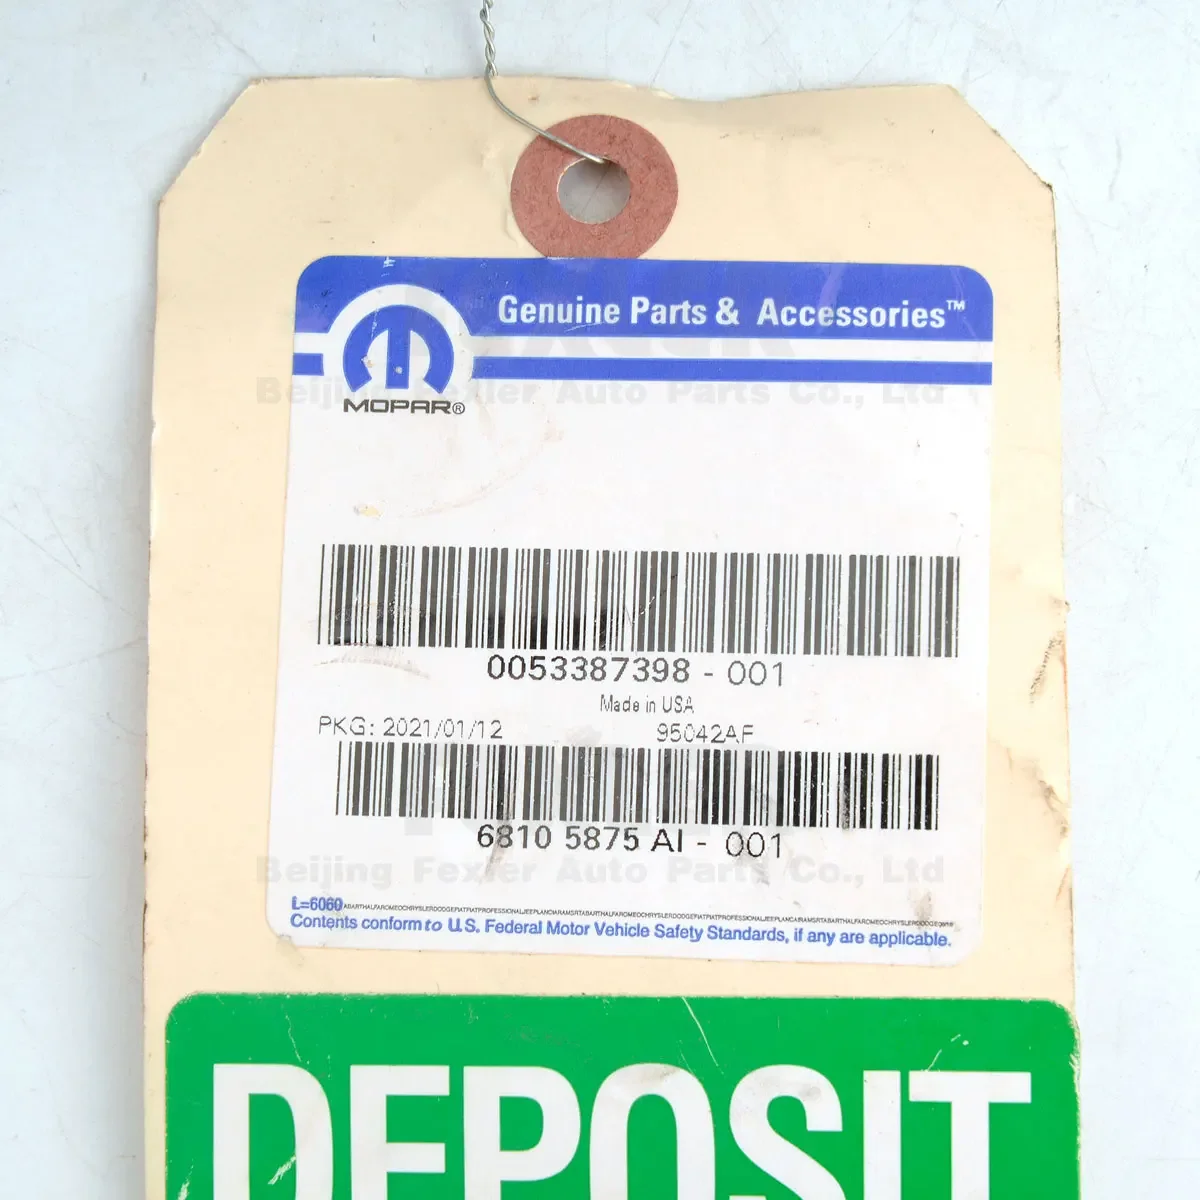 Genuine Parts & Accessories™
MOPAR®
Beijing Fexler Auto Parts Co., Ltd
0053387398 - 001
Made in USA
PKG: 2021/01/12 95042AF
6810 5875 AI - 001
Beijing Fexler Auto Parts Co., Ltd
L=6060
Contents conform to U.S. Federal Motor Vehicle Safety Standards, if any are applicable.
DEPOSIT